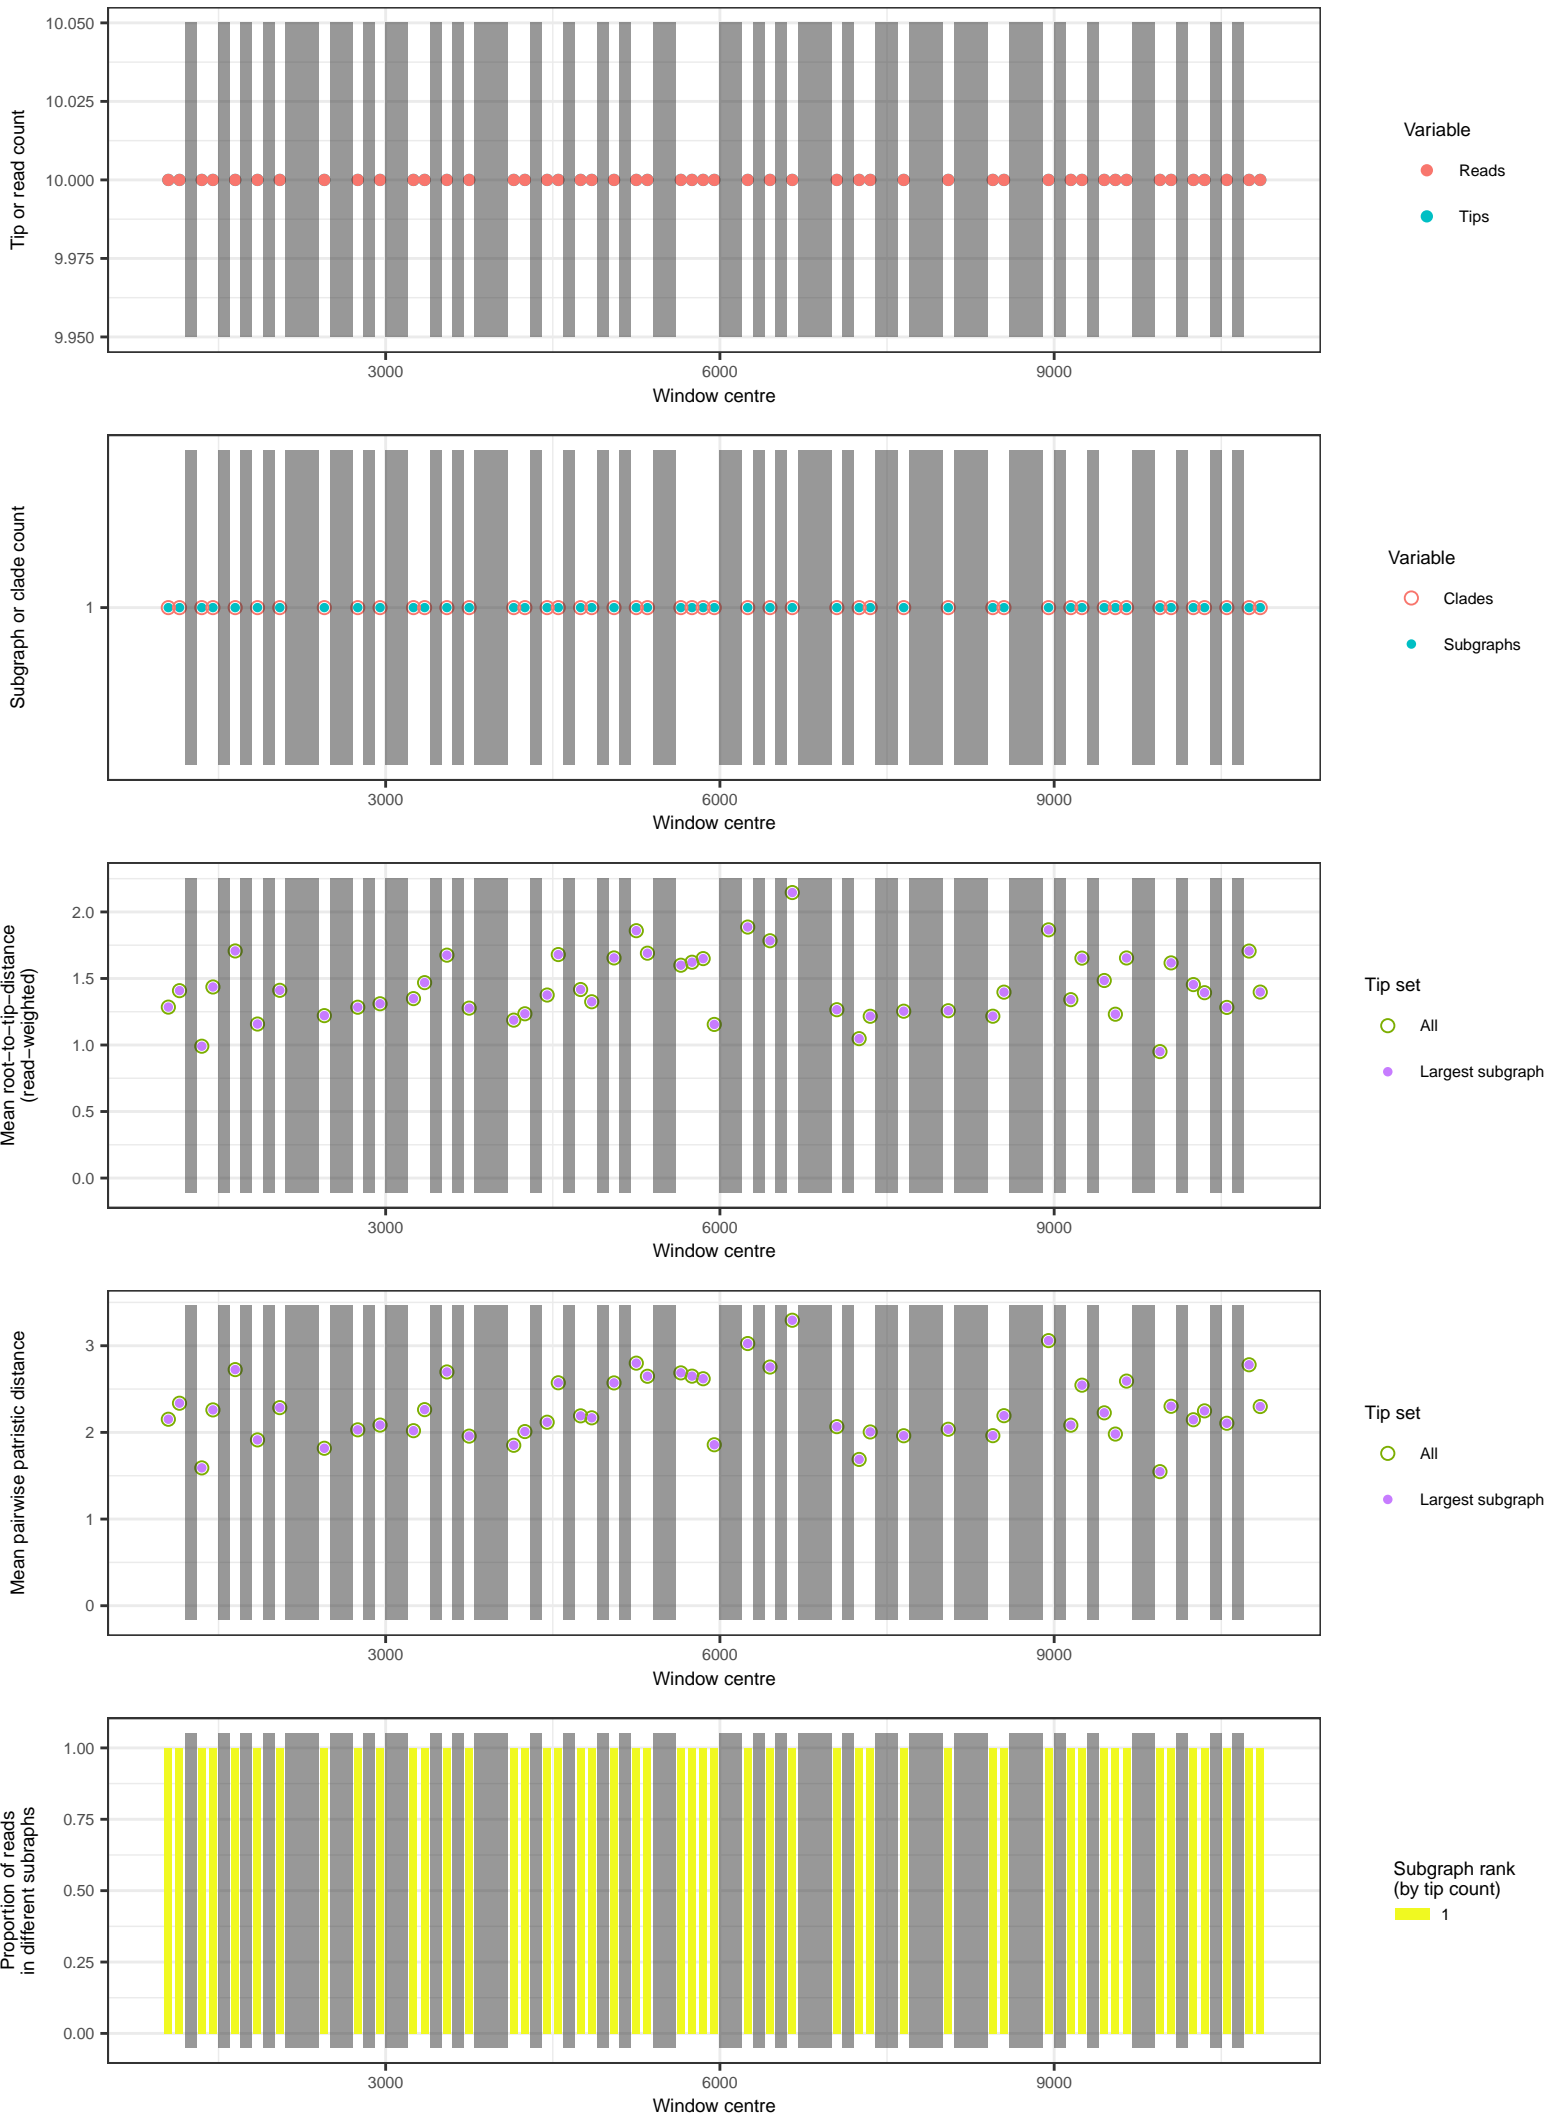 10.050
10.025
10.000
9.975
9.950
Tip or read count
3000
6000
9000
Window centre
Variable
Reads
Tips
1
Subgraph or clade count
3000
6000
9000
Window centre
Variable
Clades
Subgraphs
2.0
1.5
1.0
0.5
0.0
Mean root−to−tip−distance
(read−weighted)
3000
6000
9000
Window centre
Tip set
All
Largest subgraph
3
2
1
0
Mean pairwise patristic distance
3000
6000
9000
Window centre
Tip set
All
Largest subgraph
1.00
0.75
0.50
0.25
0.00
Proportion of reads
in different subraphs
3000
6000
9000
Window centre
Subgraph rank
(by tip count)
1